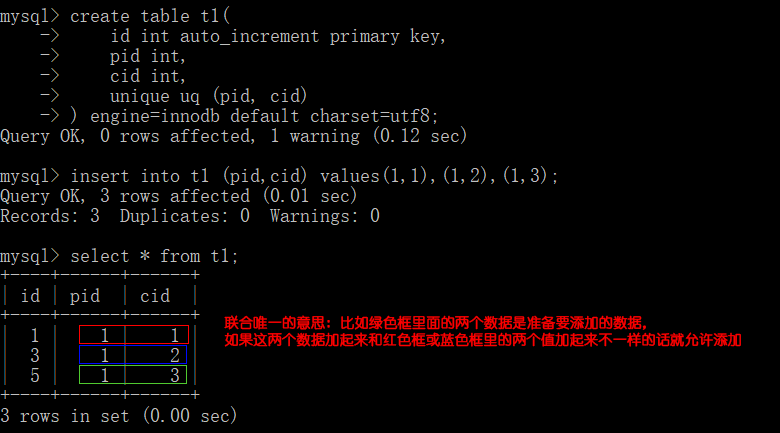 mysql> create table t1(
    ->     id int auto_increment primary key,
    ->     pid int,
    ->     cid int,
    ->     unique uq (pid, cid)
    -> ) engine=innodb default charset=utf8;
Query OK, 0 rows affected, 1 warning (0.12 sec)

mysql> insert into t1 (pid,cid) values(1,1),(1,2),(1,3);
Query OK, 3 rows affected (0.01 sec)
Records: 3  Duplicates: 0  Warnings: 0

mysql> select * from t1;
+----+------+------+
| id | pid  | cid  |
+----+------+------+
|  1 |    1 |    1 |
|  3 |    1 |    2 |
|  5 |    1 |    3 |
+----+------+------+
联合唯一的意思：比如绿色框里面的两个数据是准备要添加的数据，
如果这两个数据加起来和红色框或蓝色框里的两个值加起来不一样的话就允许添加
3 rows in set (0.00 sec)